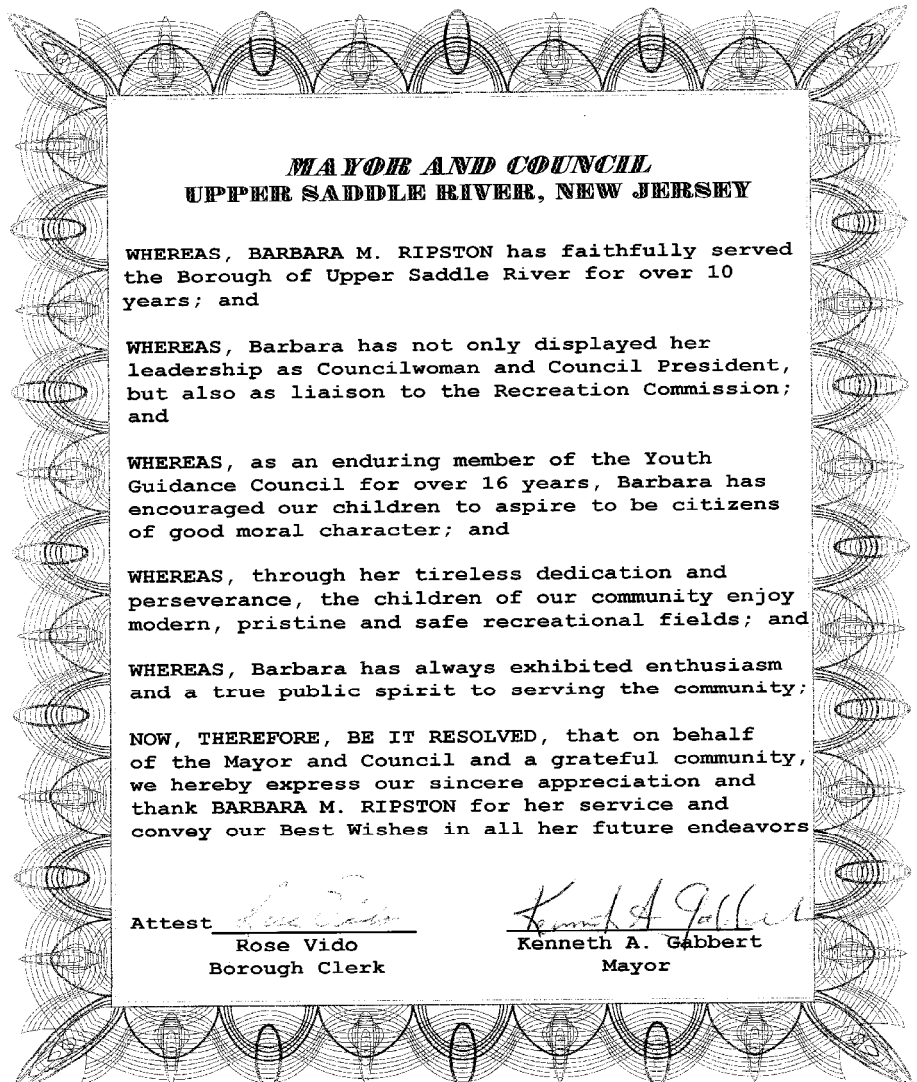 MAYOR AND COUNCIL
UPPER SADDLE RIVER, NEW JERSEY
WHEREAS, BARBARA M. RIPSTON has faithfully served
the Borough of Upper Saddle River for over 10
years; and
WHEREAS, Barbara has not only displayed her
leadership as Councilwoman and Council President,
but also as liaison to the Recreation Commission;
and
WHEREAS, as an enduring member of the Youth
Guidance Council for over 16 years, Barbara has
encouraged our children to aspire to be citizens
of good moral character; and
WHEREAS, through her tireless dedication and
perseverance, the children of our community enjoy
modern, pristine and safe recreational fields; and
WHEREAS, Barbara has always exhibited enthusiasm
and a true public spirit to serving the community;
NOW, THEREFORE, BE IT RESOLVED, that on behalf
of the Mayor and Council and a grateful community,
we hereby express our sincere appreciation and
thank BARBARA M. RIPSTON for her service and
convey our Best Wishes in all her future endeavors
Attest Rose Vido
Kenneth A. Gabbert
Rose Vido
Kenneth A. Gabbert
Borough Clerk
Mayor